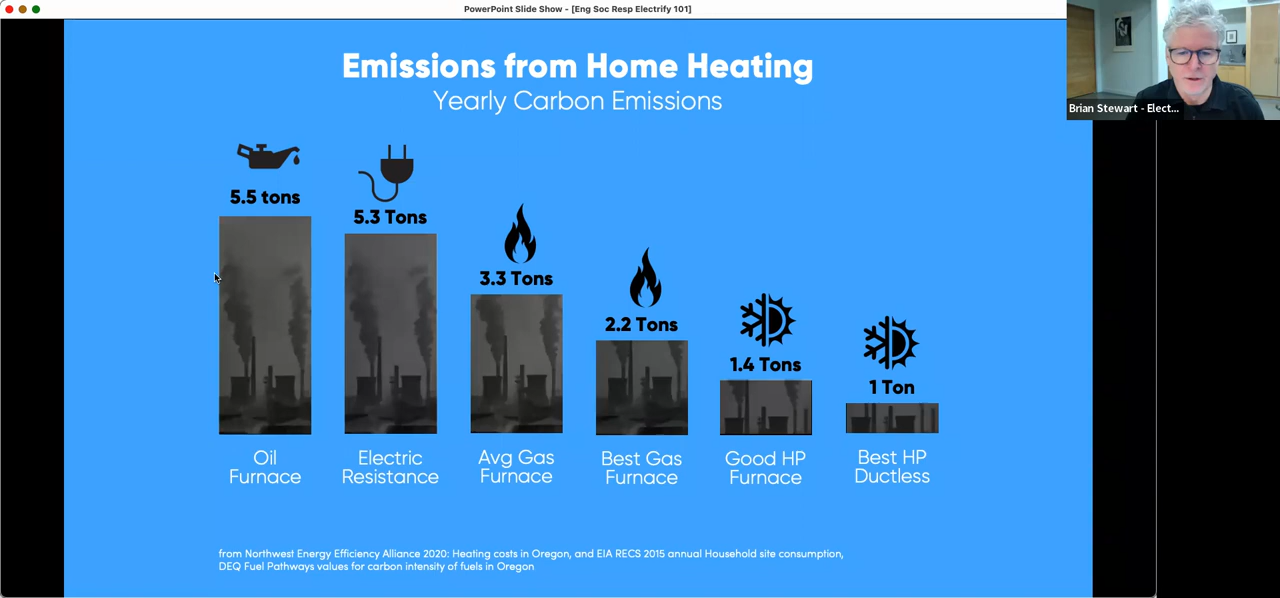 PowerPoint Slide Show - [Eng Soc Resp Electrify 101]
Brian Stewart - Elect...
Emissions from Home Heating
Yearly Carbon Emissions
5.5 tons
5.3 Tons
3.3 Tons
2.2 Tons
1.4 Tons
1 Ton
Oil
Furnace
Electric
Resistance
Avg Gas
Furnace
Best Gas
Furnace
Good HP
Furnace
Best HP
Ductless
from Northwest Energy Efficiency Alliance 2020: Heating costs in Oregon, and EIA RECS 2015 annual Household site consumption,
DEQ Fuel Pathways values for carbon intensity of fuels in Oregon